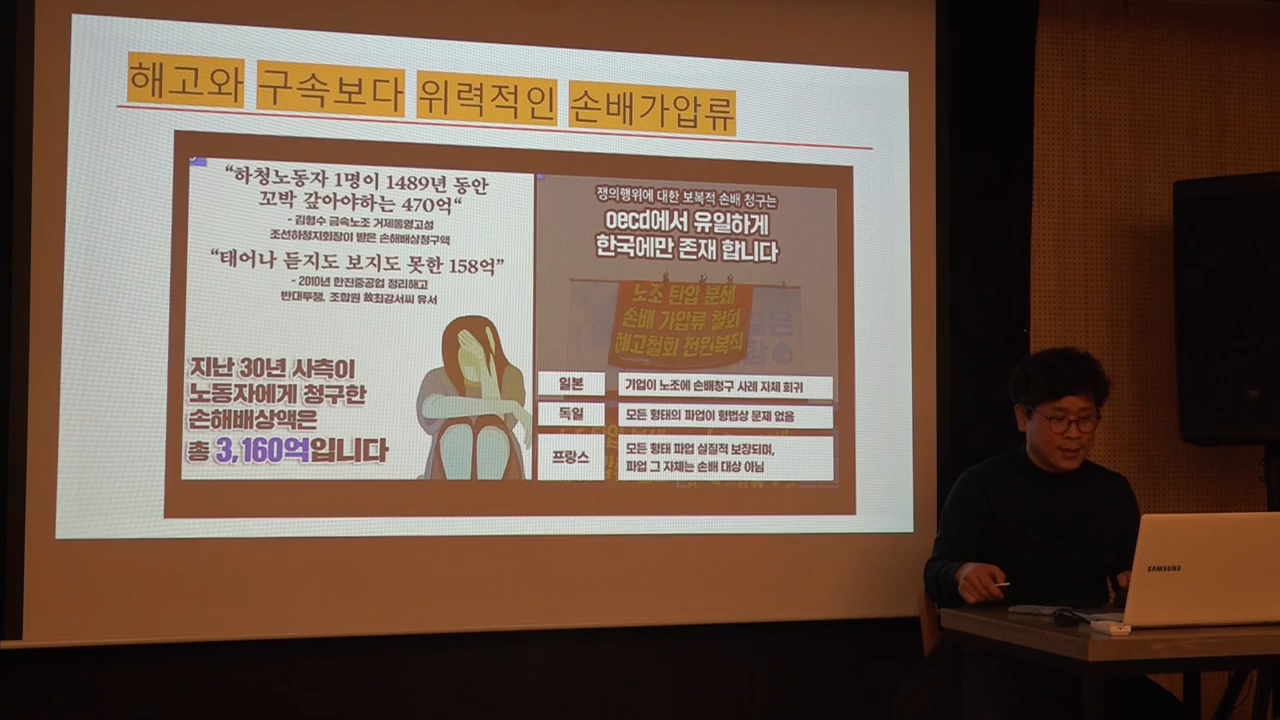 해고와 구속보다 위력적인 손배가압류
“하청노동자 1명이 1489년 동안
꼬박 갚아야하는 470억“
- 김형수 금속노조 거제통영고성
조선하청지회장이 받은 손해배상청구액
“태어나 듣지도 보지도 못한 158억”
- 2010년 한진중공업 정리해고
반대투쟁, 조합원 故최강서씨 유서
지난 30년 사측이
노동자에게 청구한
손해배상액은
총 3,160억입니다
쟁의행위에 대한 보복적 손배 청구는
oecd에서 유일하게
한국에만 존재 합니다
노조 탄압 분쇄
손배 가압류 철회
해고철회 전원복직
일본 기업이 노조에 손배청구 사례 자체 희귀
독일 모든 형태의 파업이 형법상 문제 없음
프랑스 모든 형태 파업 실질적 보장되며,
파업 그 자체는 손배 대상 아님
SAMSUNG